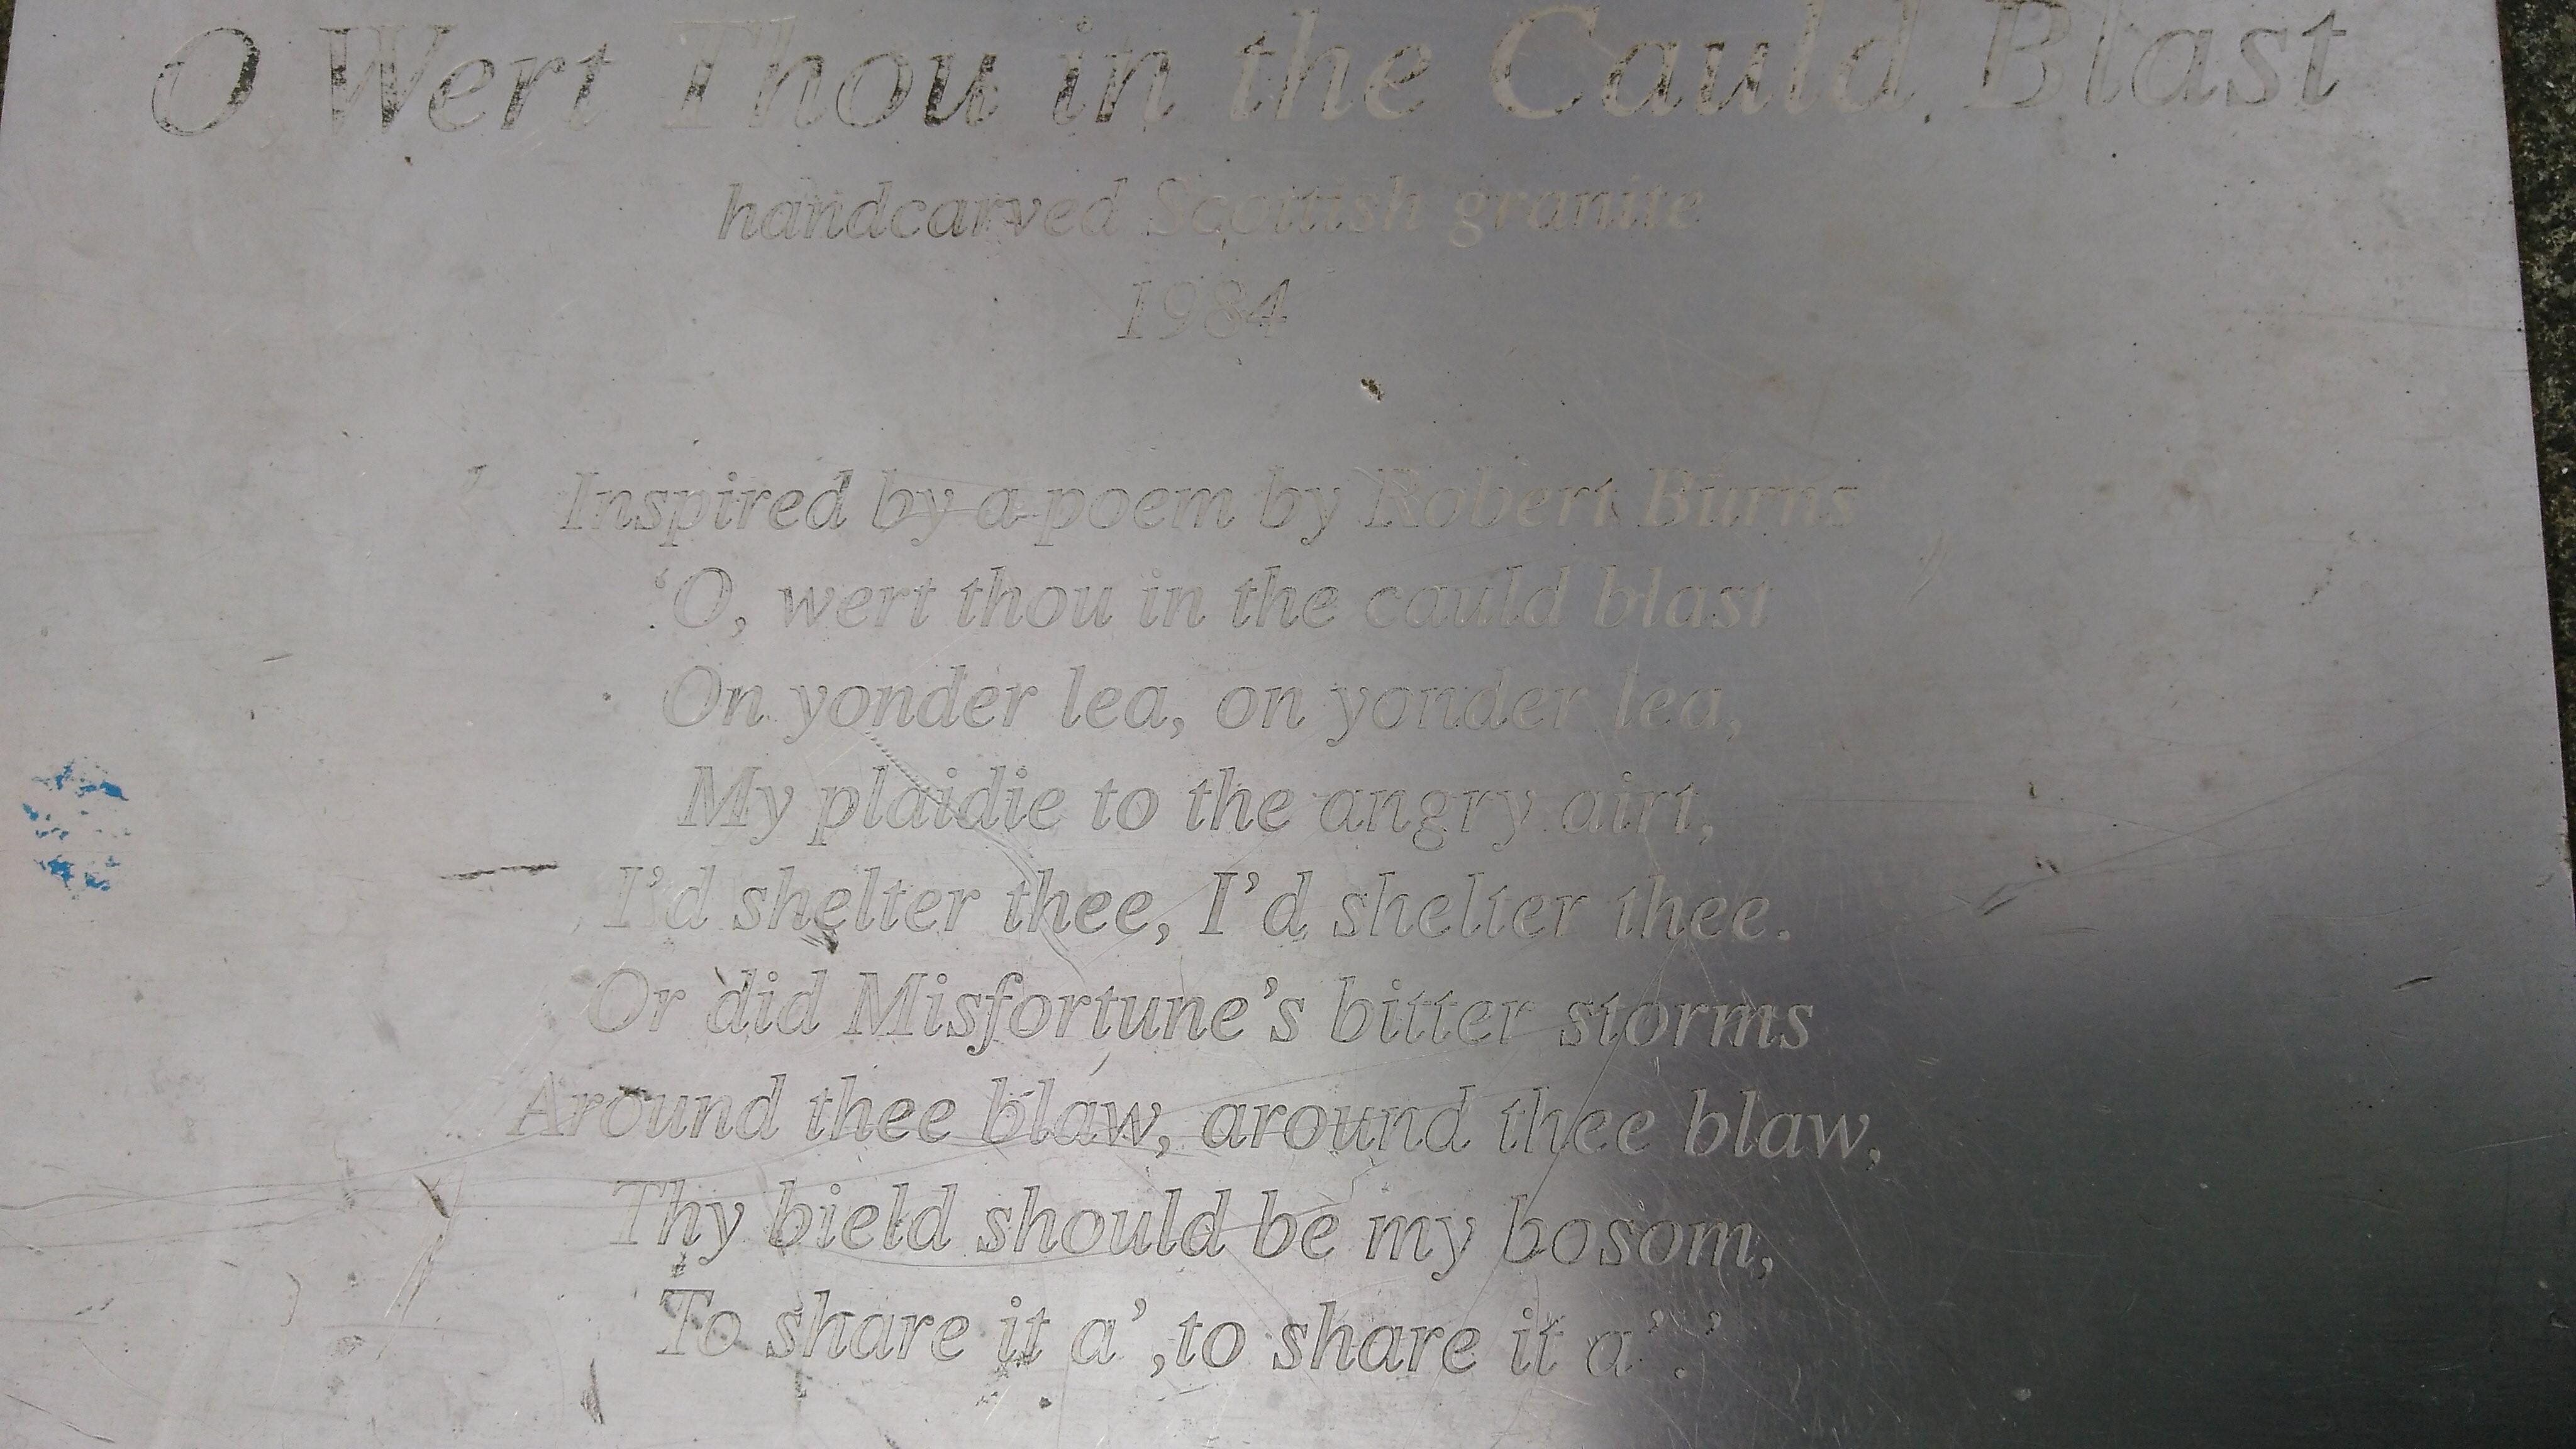 O Wert Thou in the Cauld Blast
handcarved Scottish granite
1984
Inspired by a poem by Robert Burns
‘O, wert thou in the cauld blast
On yonder lea, on yonder lea,
My plaidie to the angry airt,
I’d shelter thee, I’d shelter thee.
Or did Misfortune’s bitter storms
Around thee blaw, around thee blaw,
Thy bield should be my bosom,
To share it a’,to share it a’.’